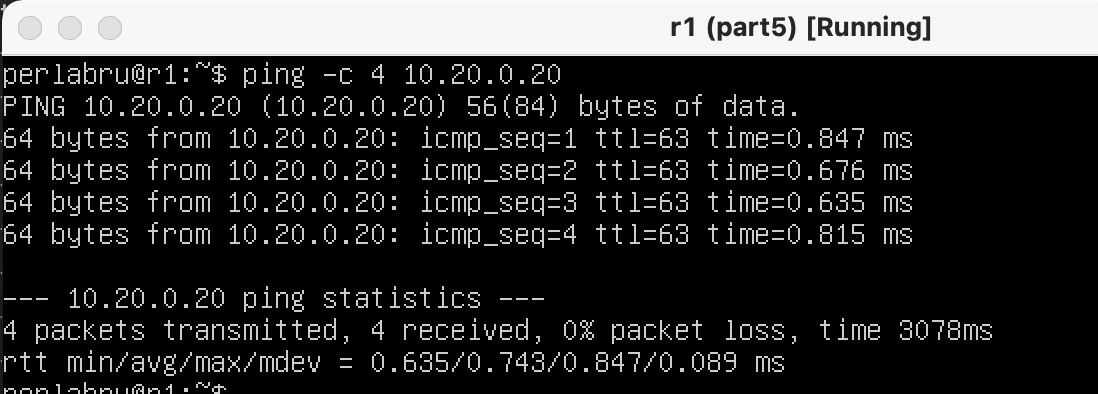 r1 (part5) [Running]
perlabru@r1:~$ ping -c 4 10.20.0.20
PING 10.20.0.20 (10.20.0.20) 56(84) bytes of data.
64 bytes from 10.20.0.20: icmp_seq=1 ttl=63 time=0.847 ms
64 bytes from 10.20.0.20: icmp_seq=2 ttl=63 time=0.676 ms
64 bytes from 10.20.0.20: icmp_seq=3 ttl=63 time=0.635 ms
64 bytes from 10.20.0.20: icmp_seq=4 ttl=63 time=0.815 ms
--- 10.20.0.20 ping statistics ---
4 packets transmitted, 4 received, 0% packet loss, time 3078ms
rtt min/avg/max/mdev = 0.635/0.743/0.847/0.089 ms
perlabru@r1:~$